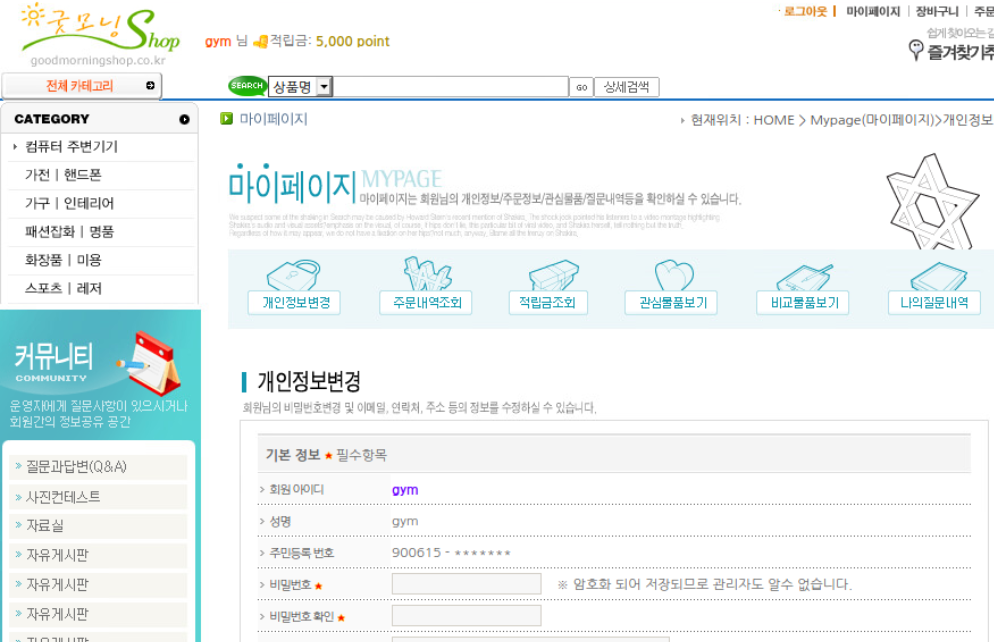 로그아웃 | 마이페이지 | 장바구니 | 주문
굿모닝Shop
goodmorningshop.co.kr
gym 님 적립금: 5,000 point
쉽게 찾아오는 길
즐겨찾기추
전체 카테고리
SEARCH 상품명 GO 상세검색
CATEGORY
컴퓨터 주변기기
가전 | 핸드폰
가구 | 인테리어
패션잡화 | 명품
화장품 | 미용
스포츠 | 레저
커뮤니티
COMMUNITY
운영자에게 질문사항이 있으시거나
회원간의 정보공유 공간
» 질문과답변(Q&A)
» 사진컨테스트
» 자료실
» 자유게시판
» 자유게시판
» 자유게시판
» 자유게시판
마이페이지
현재위치 : HOME > Mypage(마이페이지)>개인정보
마이페이지 MYPAGE
마이페이지는 회원님의 개인정보/주문정보/관심물품/질문내역등을 확인하실 수 있습니다.
개인정보변경
주문내역조회
적립금조회
관심물품보기
비교물품보기
나의질문내역
개인정보변경
회원님의 비밀번호변경 및 이메일, 연락처, 주소 등의 정보를 수정하실 수 있습니다.
기본 정보 ★ 필수항목
> 회원 아이디 gym
> 성명 gym
> 주민등록 번호 900615 - *******
> 비밀번호 ★ ※ 암호화 되어 저장되므로 관리자도 알수 없습니다.
> 비밀번호 확인 ★